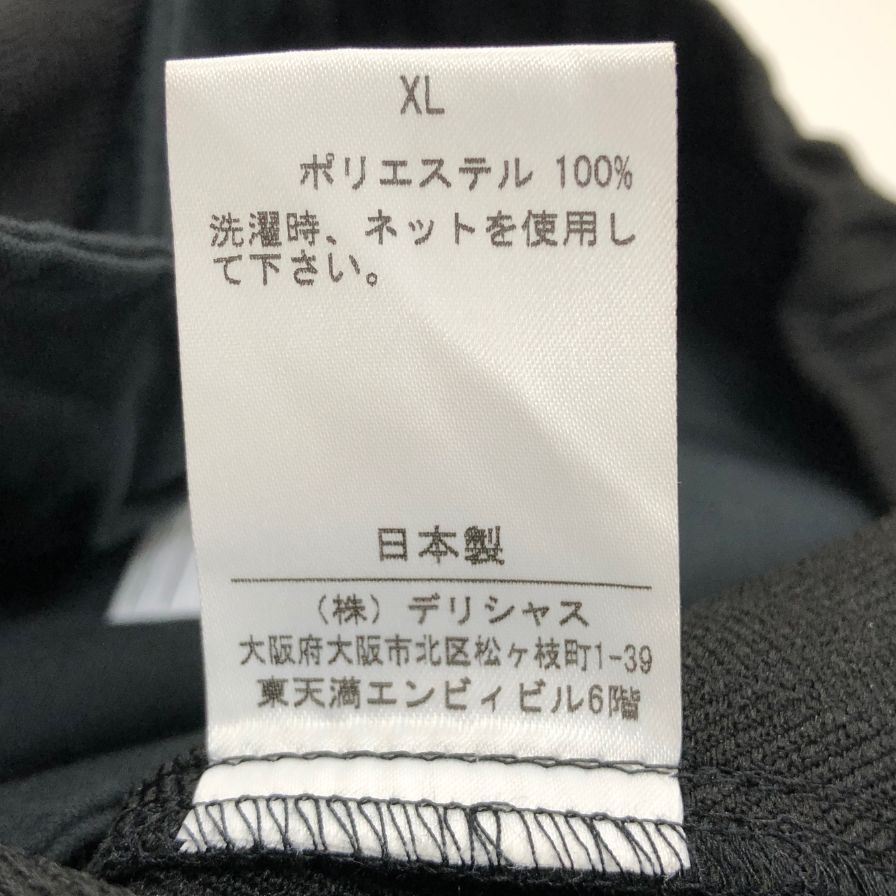 XL
ポリエステル 100%
洗濯時、ネットを使用し
て下さい。
日本製
（株）デリシャス
大阪府大阪市北区松ヶ枝町1-39
東天満エンビィビル6階